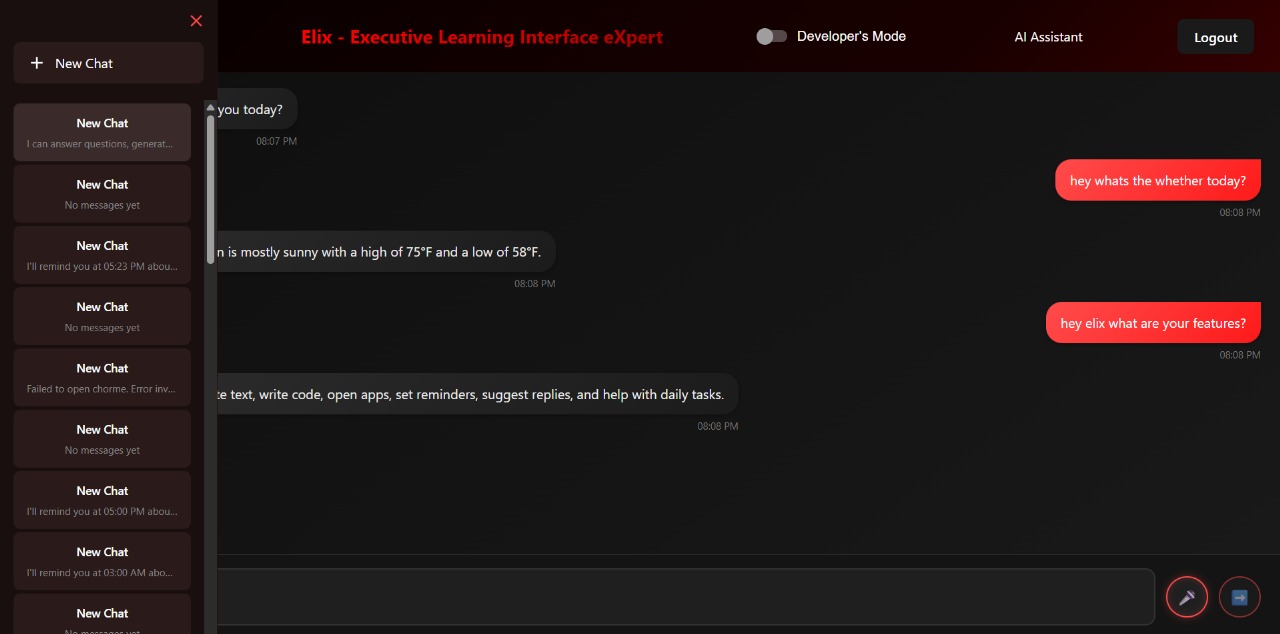 Elix - Executive Learning Interface eXpert
Developer's Mode
AI Assistant
Logout
New Chat
New Chat
I can answer questions, generat...
New Chat
No messages yet
New Chat
I'll remind you at 05:23 PM abou...
New Chat
No messages yet
New Chat
Failed to open chorme. Error inv...
New Chat
No messages yet
New Chat
I'll remind you at 05:00 PM abou...
New Chat
I'll remind you at 03:00 AM abo...
New Chat
No messages yet
you today?
08:07 PM
hey whats the whether today?
08:08 PM
is mostly sunny with a high of 75°F and a low of 58°F.
08:08 PM
hey elix what are your features?
08:08 PM
text, write code, open apps, set reminders, suggest replies, and help with daily tasks.
08:08 PM